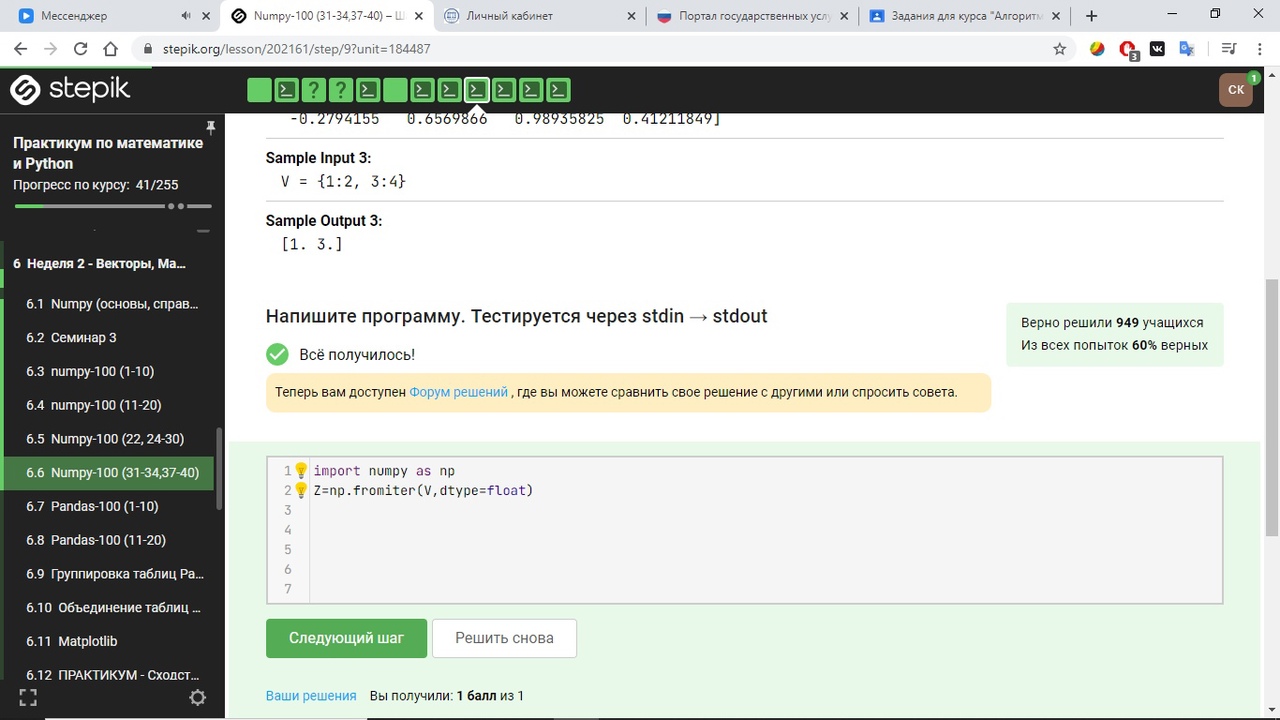 Мессенджер
Numpy-100 (31-34,37-40) – Ш
Личный кабинет
Портал государственных услу
Задания для курса "Алгоритм
stepik.org/lesson/202161/step/9?unit=184487
3
stepik
СК
1
Практикум по математике
и Python
Прогресс по курсу: 41/255
6 Неделя 2 - Векторы, Ма...
6.1 Numpy (основы, справ...
6.2 Семинар 3
6.3 numpy-100 (1-10)
6.4 numpy-100 (11-20)
6.5 Numpy-100 (22, 24-30)
6.6 Numpy-100 (31-34,37-40)
6.7 Pandas-100 (1-10)
6.8 Pandas-100 (11-20)
6.9 Группировка таблиц Pa...
6.10 Объединение таблиц ...
6.11 Matplotlib
6.12 ПРАКТИКУМ - Сходст...
-0.2794155 0.6569866 0.98935825 0.41211849]
Sample Input 3:
V = {1:2, 3:4}
Sample Output 3:
[1. 3.]
Напишите программу. Тестируется через stdin → stdout
Верно решили 949 учащихся
Из всех попыток 60% верных
Всё получилось!
Теперь вам доступен Форум решений , где вы можете сравнить свое решение с другими или спросить совета.
1 import numpy as np
2 Z=np.fromiter(V,dtype=float)
3
4
5
6
7
Следующий шаг
Решить снова
Ваши решения Вы получили: 1 балл из 1